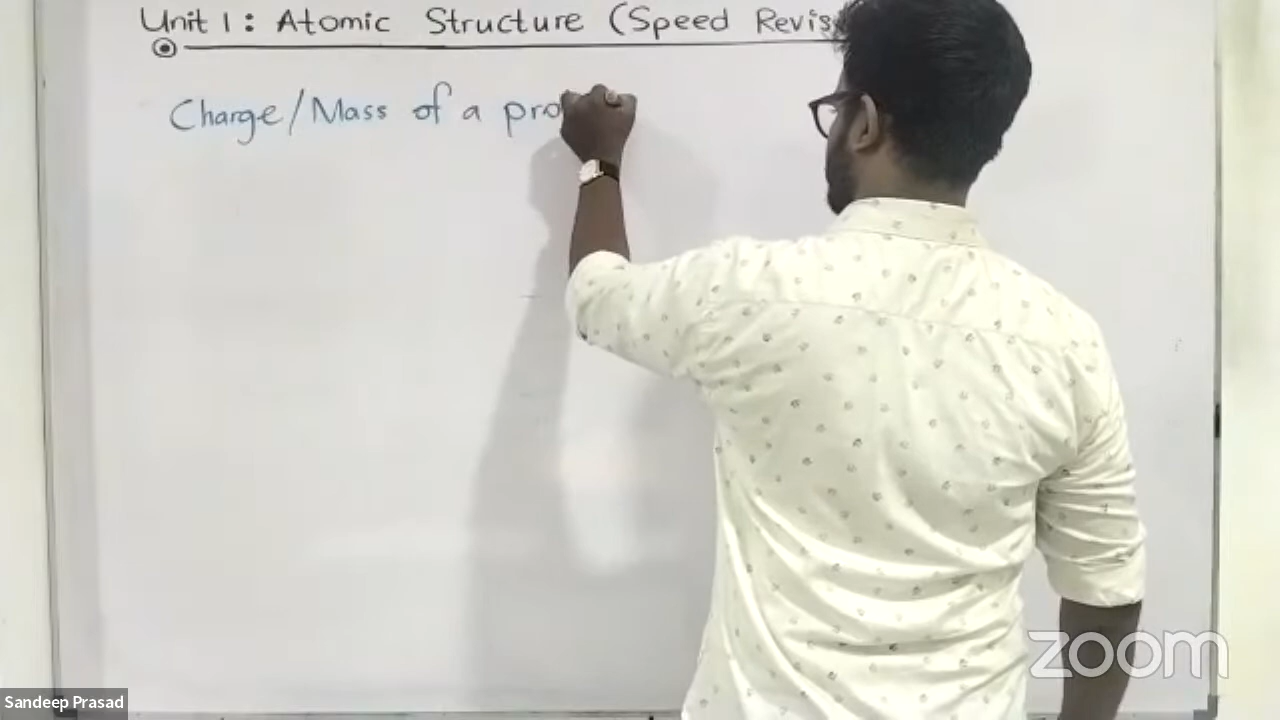 Unit 1: Atomic Structure (Speed Revis
Charge/Mass of a pro
Sandeep Prasad
zoom